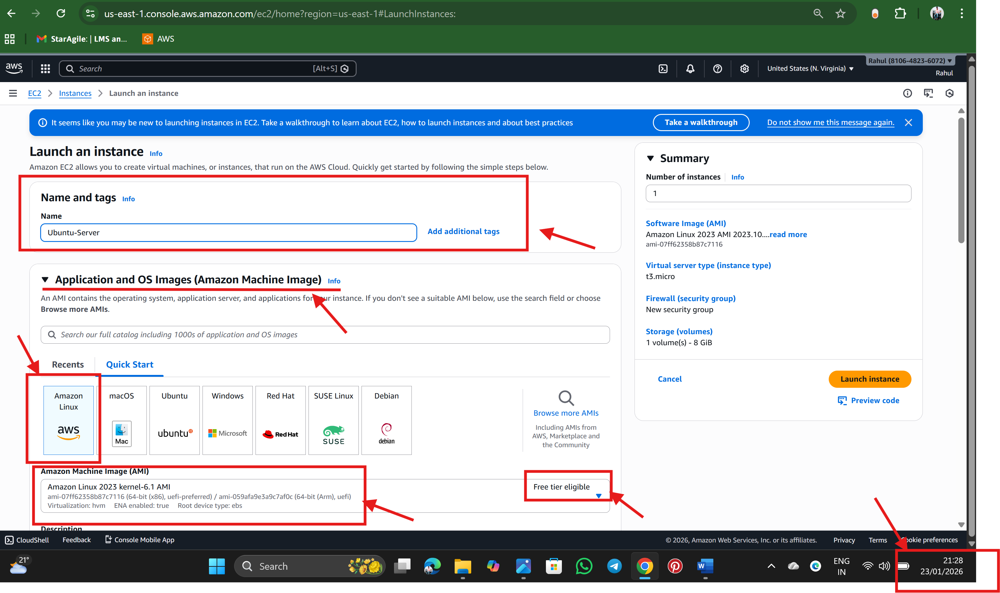 us-east-1.console.aws.amazon.com/ec2/home?region=us-east-1#LaunchInstances:
StarAgile: | LMS an...
AWS
aws
Search
[Alt+S]
United States (N. Virginia)
Rahul (8106-4823-6072)
Rahul
EC2
Instances
Launch an instance
It seems like you may be new to launching instances in EC2. Take a walkthrough to learn about EC2, how to launch instances and about best practices
Take a walkthrough
Do not show me this message again.
Launch an instance Info
Amazon EC2 allows you to create virtual machines, or instances, that run on the AWS Cloud. Quickly get started by following the simple steps below.
Name and tags Info
Name
Ubuntu-Server
Add additional tags
Application and OS Images (Amazon Machine Image) Info
An AMI contains the operating system, application server, and applications for your instance. If you don't see a suitable AMI below, use the search field or choose
Browse more AMIs.
Search our full catalog including 1000s of application and OS images
Recents
Quick Start
Amazon
Linux
aws
macOS
Mac
Ubuntu
ubuntu
Windows
Microsoft
Red Hat
Red Hat
SUSE Linux
SUSE
Debian
debian
Browse more AMIs
Including AMIs from
AWS, Marketplace and
the Community
Amazon Machine Image (AMI)
Amazon Linux 2023 kernel-6.1 AMI
Free tier eligible
ami-07ff62358b87c7116 (64-bit (x86), uefi-preferred) / ami-059afa9e3a9c7af0c (64-bit (Arm), uefi)
Virtualization: hvm ENA enabled: true Root device type: ebs
Description
Summary
Number of instances Info
1
Software Image (AMI)
Amazon Linux 2023 AMI 2023.10....read more
ami-07ff62358b87c7116
Virtual server type (instance type)
t3.micro
Firewall (security group)
New security group
Storage (volumes)
1 volume(s) - 8 GiB
Cancel
Launch instance
Preview code
CloudShell
Feedback
Console Mobile App
© 2026, Amazon Web Services, Inc. or its affiliates.
Privacy
Terms
Cookie preferences
21°
Search
W
ENG
IN
21:28
23/01/2026